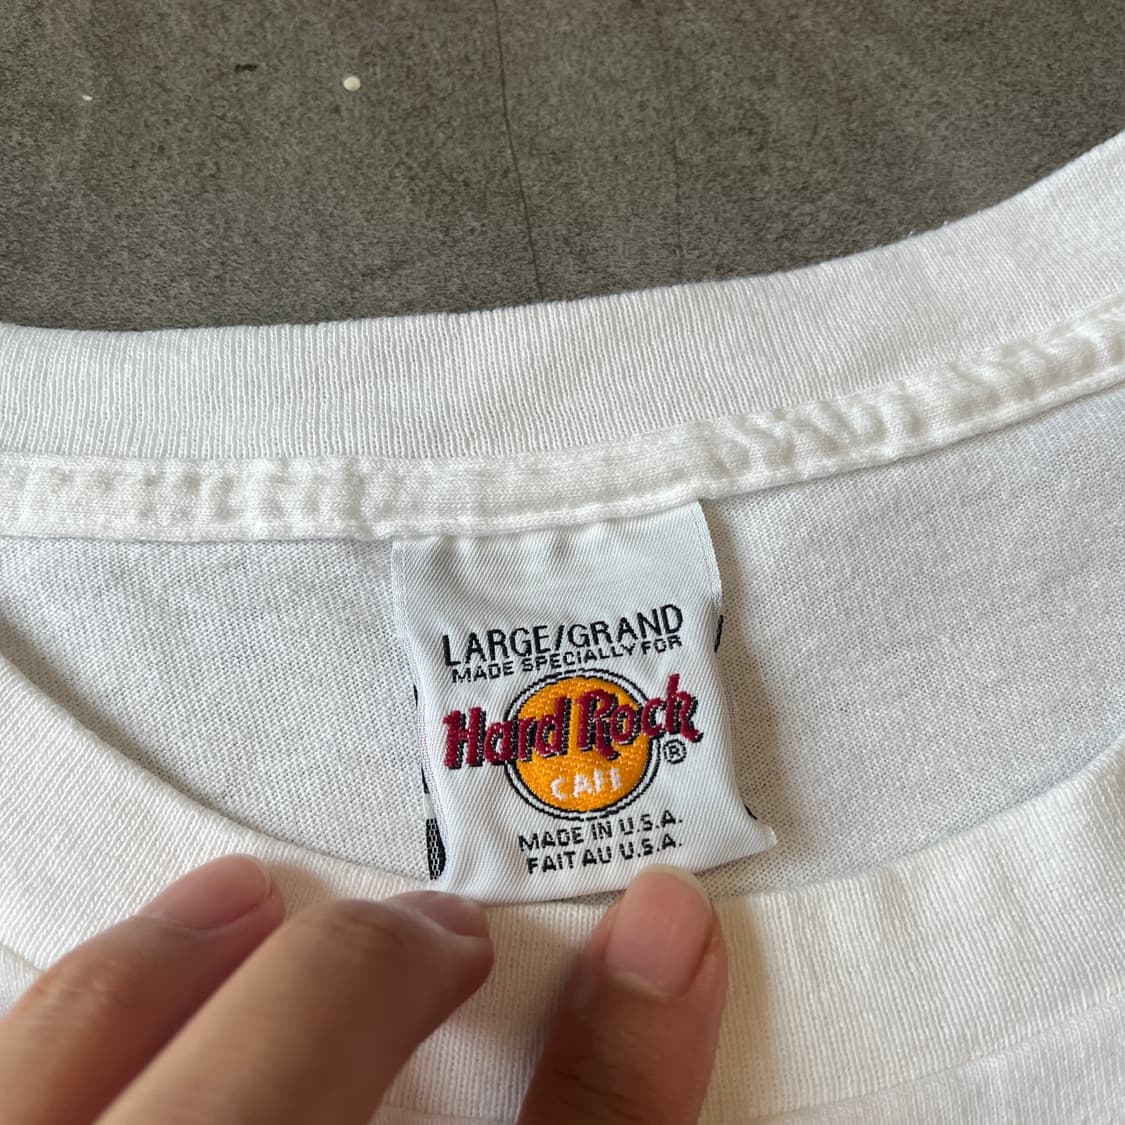 LARGE/GRAND
MADE SPECIALLY FOR
Hard Rock
CAFE
®
MADE IN U.S.A.
FAIT AU U.S.A.